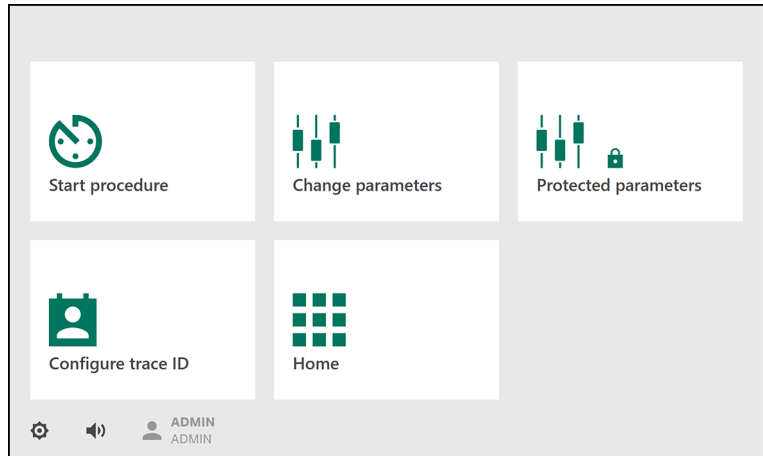 Start procedure
Change parameters
Protected parameters
Configure trace ID
Home
ADMIN
ADMIN